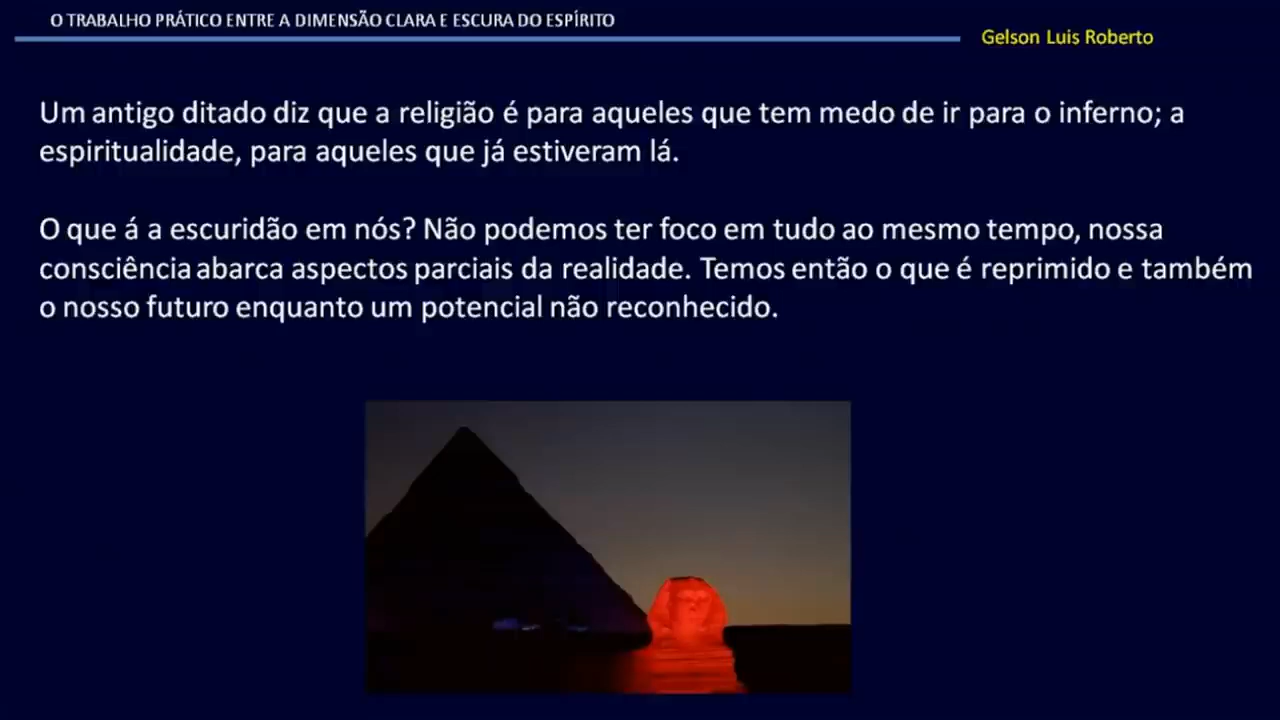 O TRABALHO PRÁTICO ENTRE A DIMENSÃO CLARA E ESCURA DO ESPÍRITO
Gelson Luis Roberto
Um antigo ditado diz que a religião é para aqueles que tem medo de ir para o inferno; a
espiritualidade, para aqueles que já estiveram lá.
O que á a escuridão em nós? Não podemos ter foco em tudo ao mesmo tempo, nossa
consciência abarca aspectos parciais da realidade. Temos então o que é reprimido e também
o nosso futuro enquanto um potencial não reconhecido.